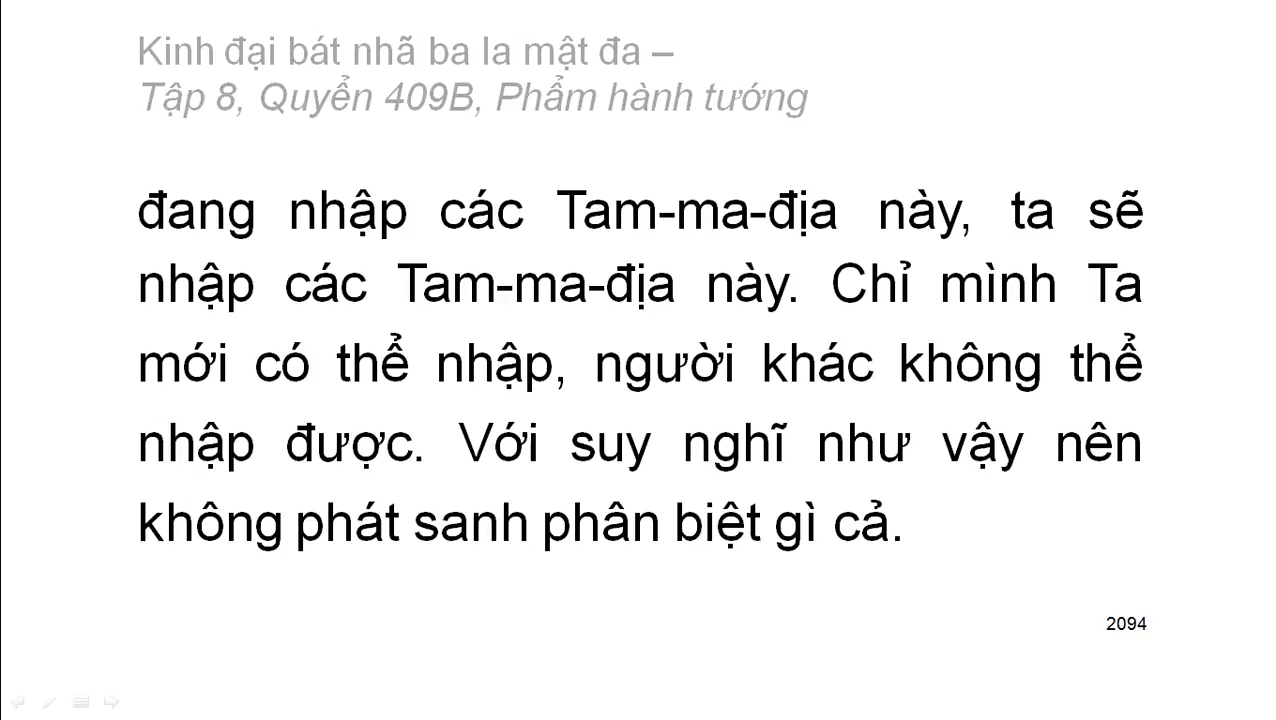 Kinh đại bát nhã ba la mật đa –
Tập 8, Quyển 409B, Phẩm hành tướng
đang nhập các Tam-ma-địa này, ta sẽ
nhập các Tam-ma-địa này. Chỉ mình Ta
mới có thể nhập, người khác không thể
nhập được. Với suy nghĩ như vậy nên
không phát sanh phân biệt gì cả.
2094